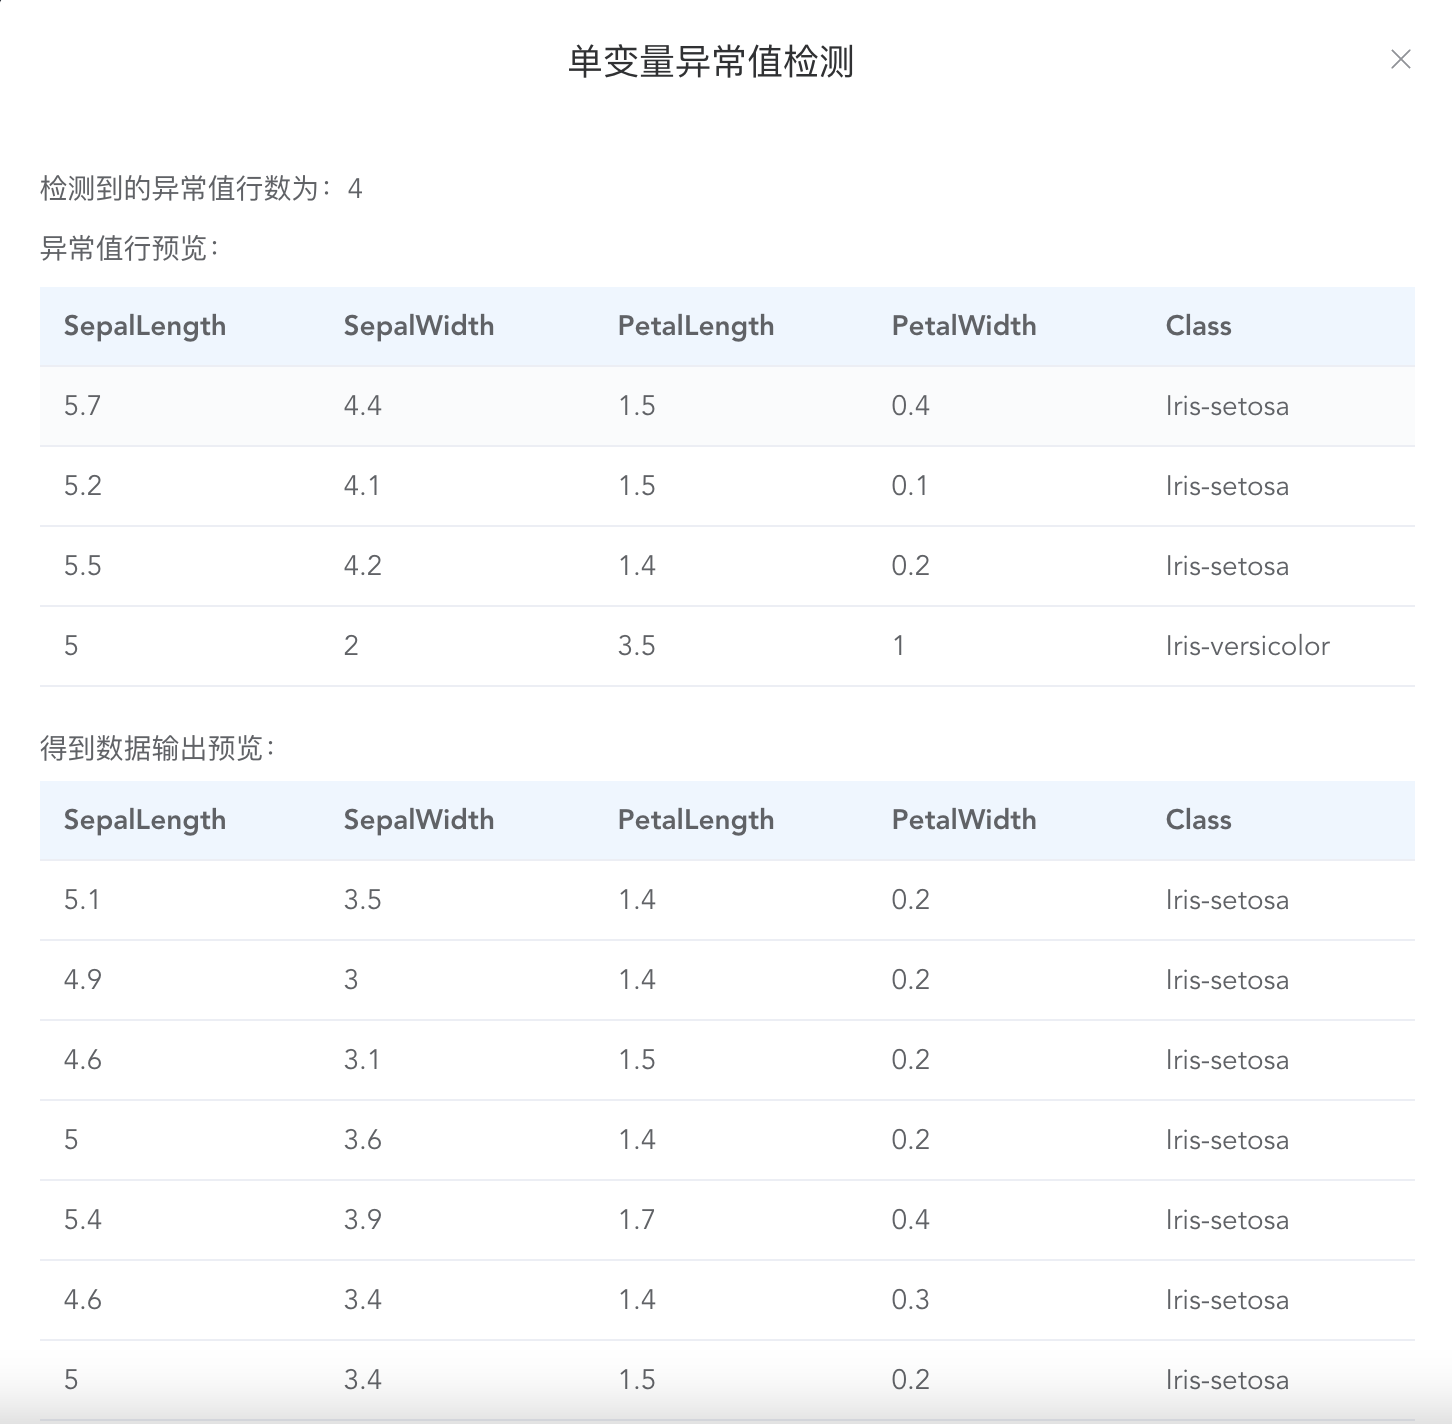 单变量异常值检测
检测到的异常值行数为：4
异常值行预览：
SepalLength SepalWidth PetalLength PetalWidth Class
5.7 4.4 1.5 0.4 Iris-setosa
5.2 4.1 1.5 0.1 Iris-setosa
5.5 4.2 1.4 0.2 Iris-setosa
5 2 3.5 1 Iris-versicolor
得到数据输出预览：
SepalLength SepalWidth PetalLength PetalWidth Class
5.1 3.5 1.4 0.2 Iris-setosa
4.9 3 1.4 0.2 Iris-setosa
4.6 3.1 1.5 0.2 Iris-setosa
5 3.6 1.4 0.2 Iris-setosa
5.4 3.9 1.7 0.4 Iris-setosa
4.6 3.4 1.4 0.3 Iris-setosa
5 3.4 1.5 0.2 Iris-setosa